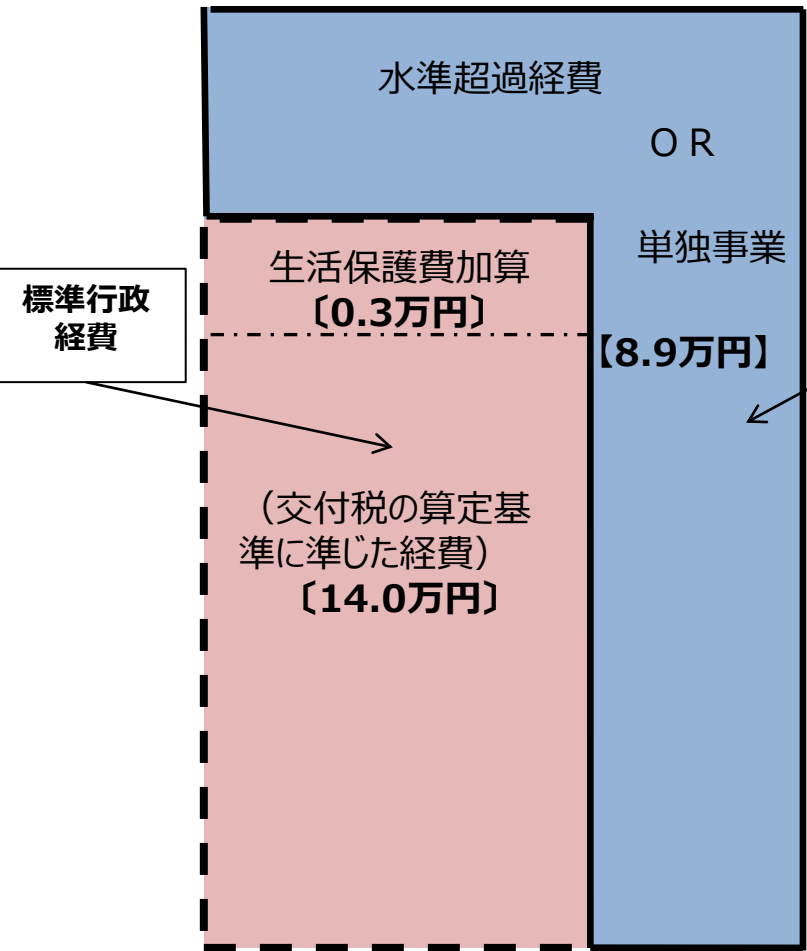 水準超過経費
OR
単独事業
【8.9万円】
生活保護費加算
〔0.3万円〕
標準行政
経費
（交付税の算定基
準に準じた経費）
〔14.0万円〕